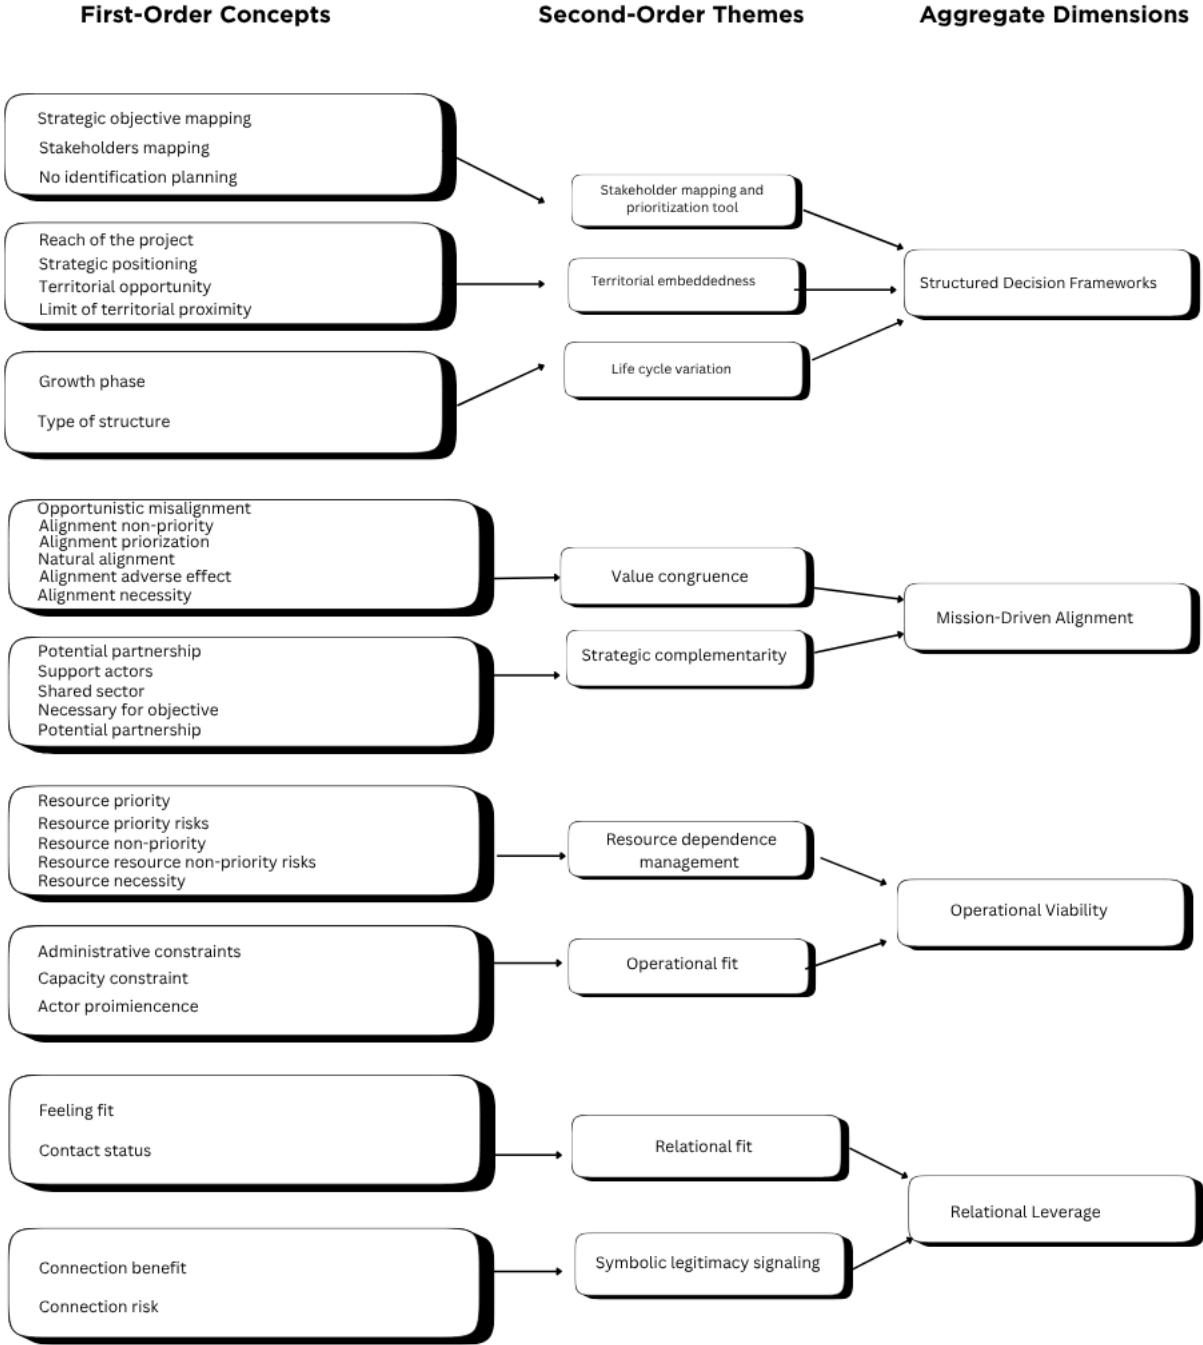 First-Order Concepts
Second-Order Themes
Aggregate Dimensions
Strategic objective mapping
Stakeholders mapping
No identification planning
Stakeholder mapping and
prioritization tool
Reach of the project
Strategic positioning
Territorial opportunity
Limit of territorial proximity
Territorial embeddedness
Structured Decision Frameworks
Growth phase
Type of structure
Life cycle variation
Opportunistic misalignment
Alignment non-priority
Alignment priorization
Natural alignment
Alignment adverse effect
Alignment necessity
Value congruence
Mission-Driven Alignment
Potential partnership
Support actors
Shared sector
Necessary for objective
Potential partnership
Strategic complementarity
Resource priority
Resource priority risks
Resource non-priority
Resource resource non-priority risks
Resource necessity
Resource dependence
management
Operational Viability
Administrative constraints
Capacity constraint
Actor proimiencence
Operational fit
Feeling fit
Contact status
Relational fit
Relational Leverage
Connection benefit
Connection risk
Symbolic legitimacy signaling